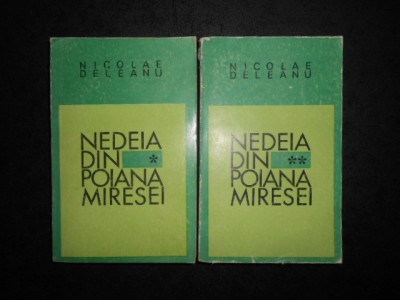 NICOLAE
DELEANU
NEDEIA
DIN *
POIANA
MIRESEI
NICOLAE
DELEANU
NEDEIA
DIN **
POIANA
MIRESEI